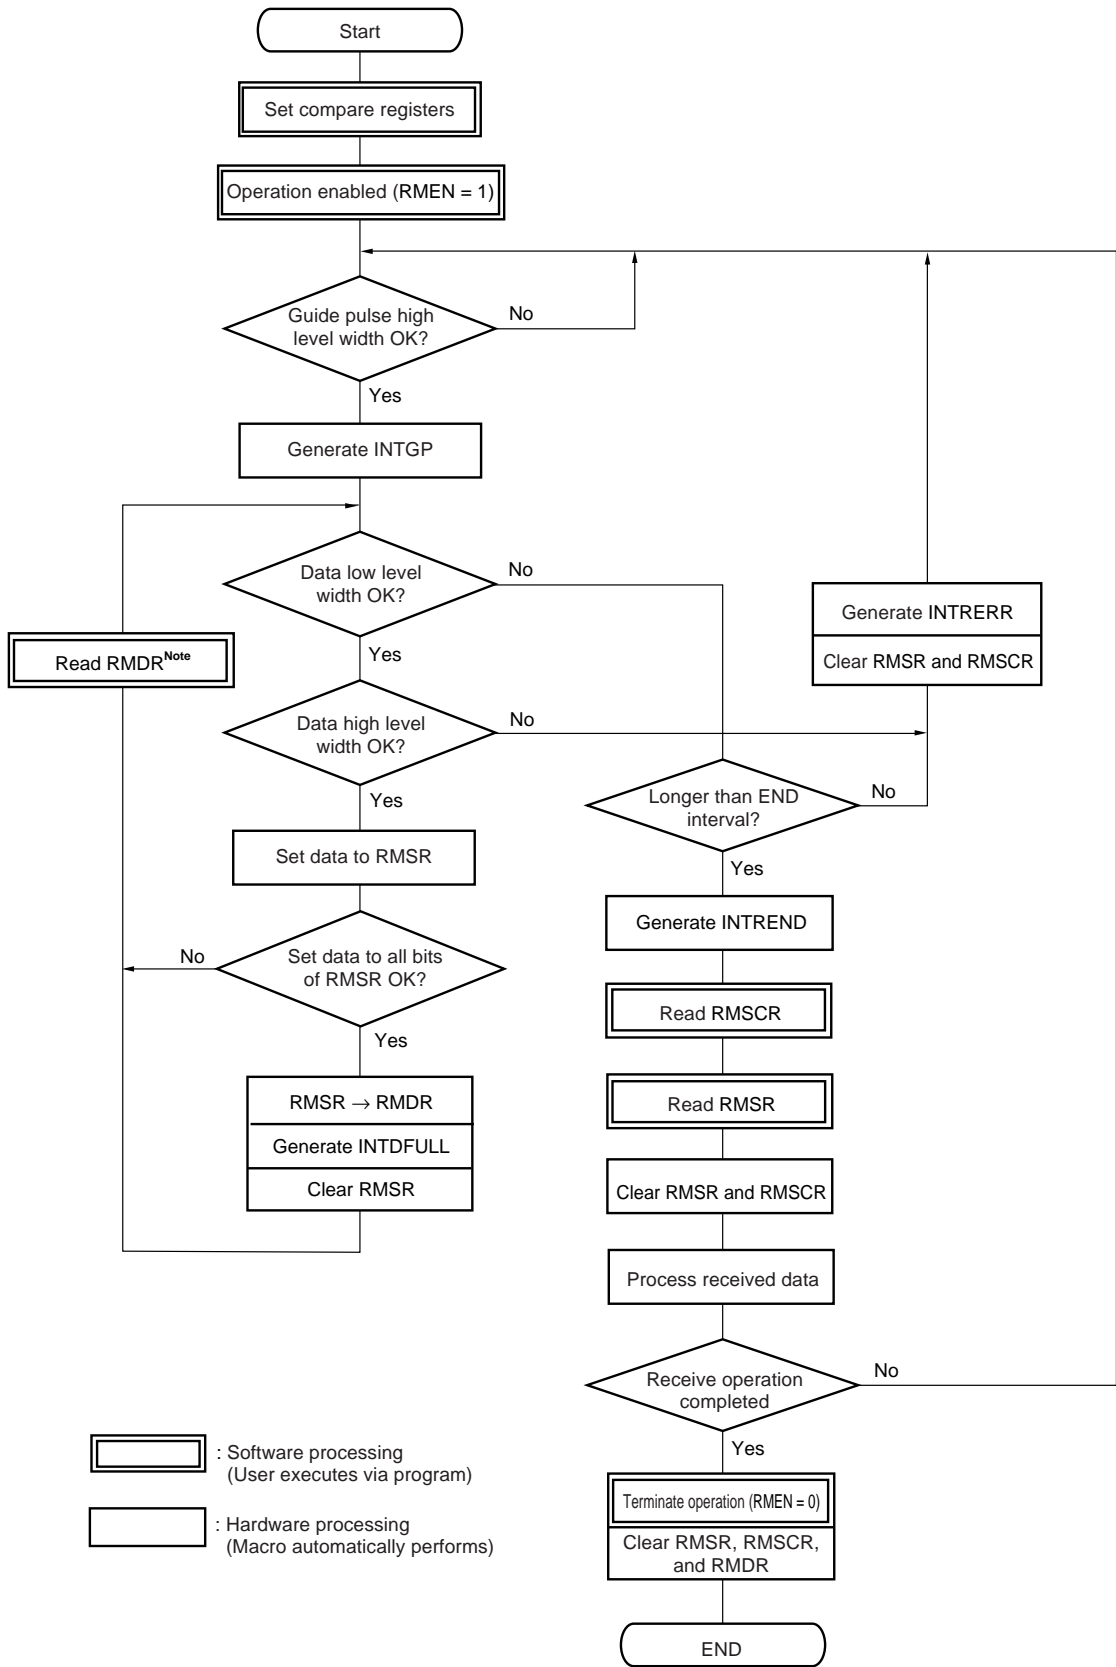 Start
Set compare registers
Operation enabled (RMEN = 1)
Guide pulse high
level width OK?
No
Yes
Generate INTGP
Data low level
width OK?
No
Yes
Generate INTRERR
Clear RMSR and RMSCR
Read RMDR^Note
Data high level
width OK?
No
Yes
Longer than END
interval?
No
Yes
Set data to RMSR
Generate INTREND
Set data to all bits
of RMSR OK?
No
Yes
Read RMSCR
RMSR → RMDR
Generate INTDFULL
Clear RMSR
Read RMSR
Clear RMSR and RMSCR
Process received data
Receive operation
completed
No
Yes
: Software processing
(User executes via program)
: Hardware processing
(Macro automatically performs)
Terminate operation (RMEN = 0)
Clear RMSR, RMSCR,
and RMDR
END